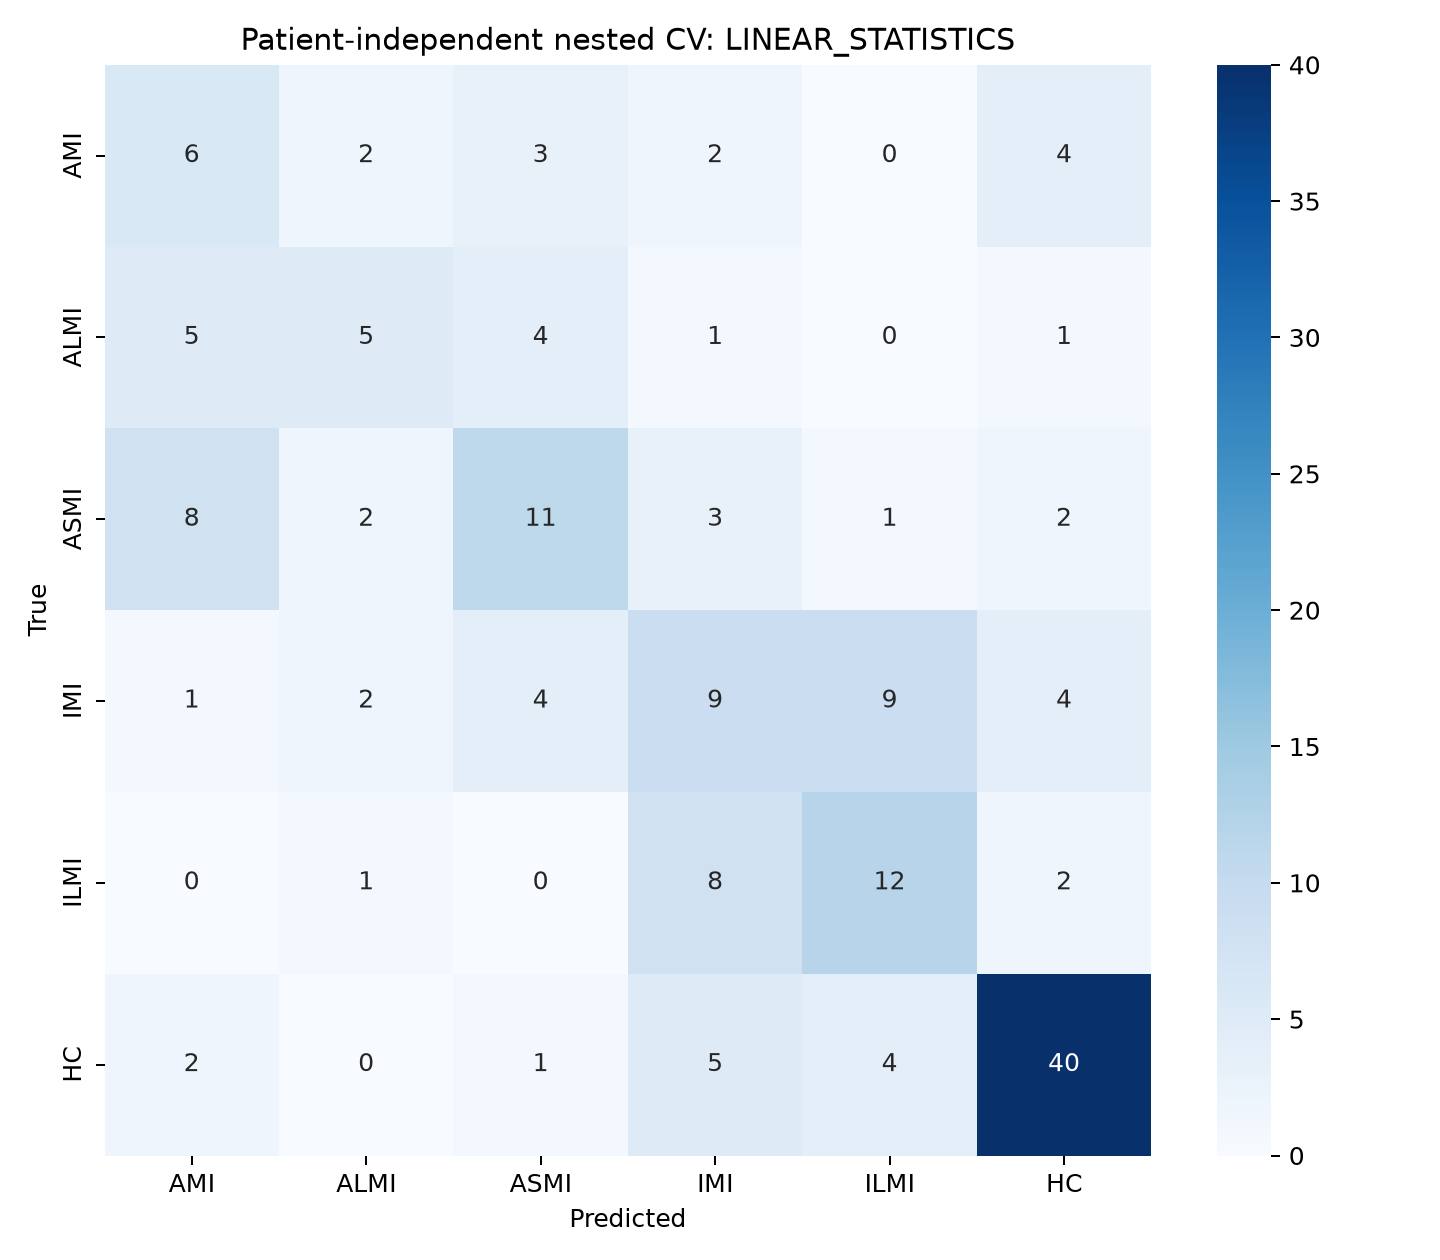 Patient-independent nested CV: LINEAR_STATISTICS
True
AMI 6 2 3 2 0 4
ALMI 5 5 4 1 0 1
ASMI 8 2 11 3 1 2
IMI 1 2 4 9 9 4
ILMI 0 1 0 8 12 2
HC 2 0 1 5 4 40
AMI ALMI ASMI IMI ILMI HC
Predicted
40
35
30
25
20
15
10
5
0